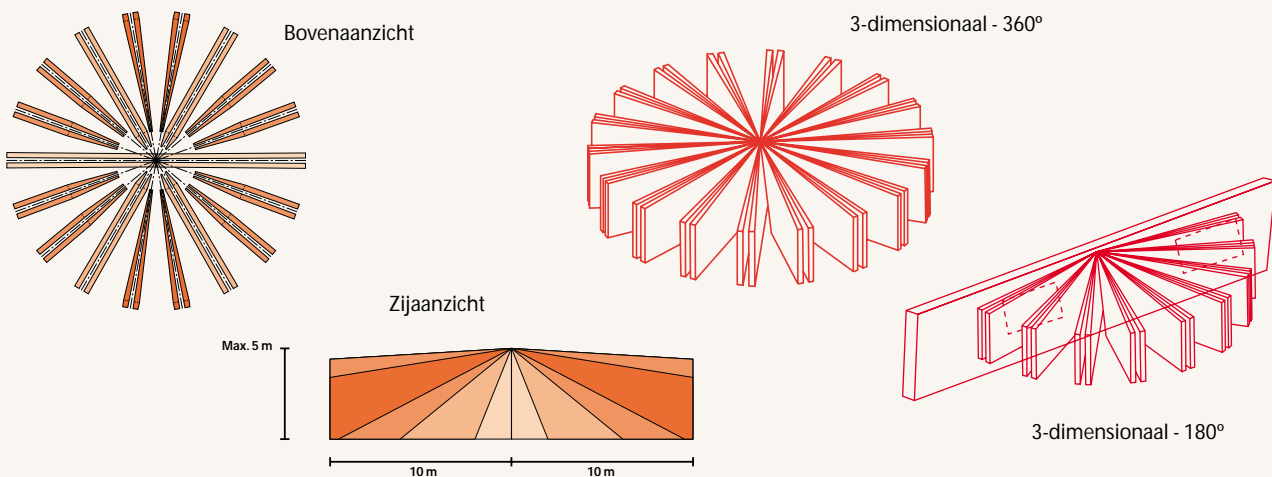 Bovenaanzicht
3-dimensionaal - 360º
Zijaanzicht
Max. 5 m
10 m
10 m
3-dimensionaal - 180º